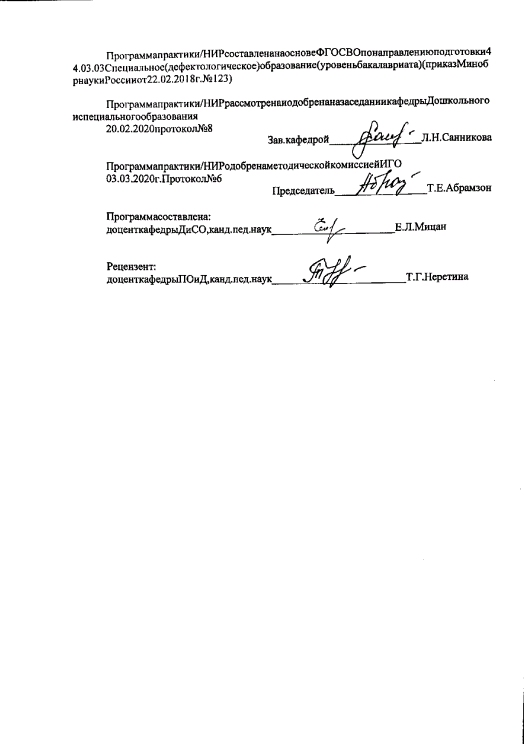 Программапрактики/НИРсоставленанаосновеФГОСВОпонаправлениюподготовки4
4.03.03Специальное(дефектологическое)образование(уровеньбакалавриата)(приказМиноб
рнаукиРоссииот22.02.2018г.№123)
Программапрактики/НИРрассмотренаиодобренаназаседаниикафедрыДошкольного
испециальногообразования
20.02.2020протокол№8
Зав.кафедрой Л.Н.Санникова
Программапрактики/НИРодобренаметодическойкомиссиейИГО
03.03.2020г.Протокол№6
Председатель Т.Е.Абрамзон
Программасоставлена:
доценткафедрыДиСО,канд.пед.наук Е.Л.Мицан
Рецензент:
доценткафедрыПОиД,канд.пед.наук Т.Г.Неретина